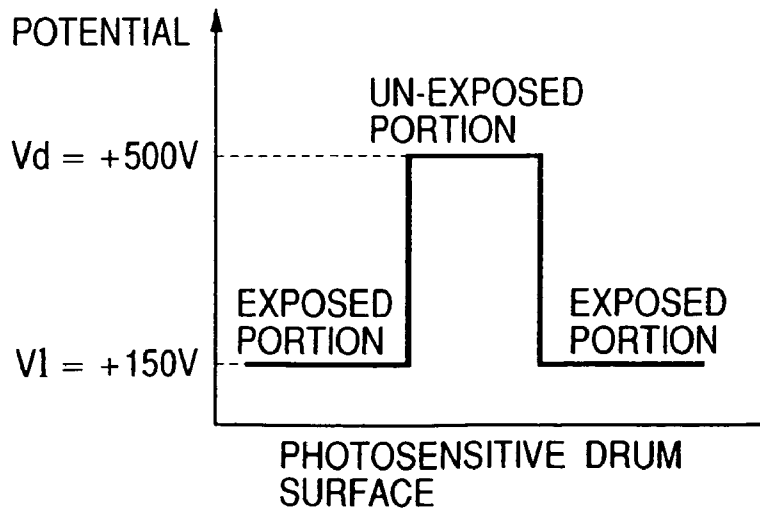 POTENTIAL
UN-EXPOSED
PORTION
Vd = +500V
EXPOSED
PORTION
EXPOSED
PORTION
Vl = +150V
PHOTOSENSITIVE DRUM
SURFACE